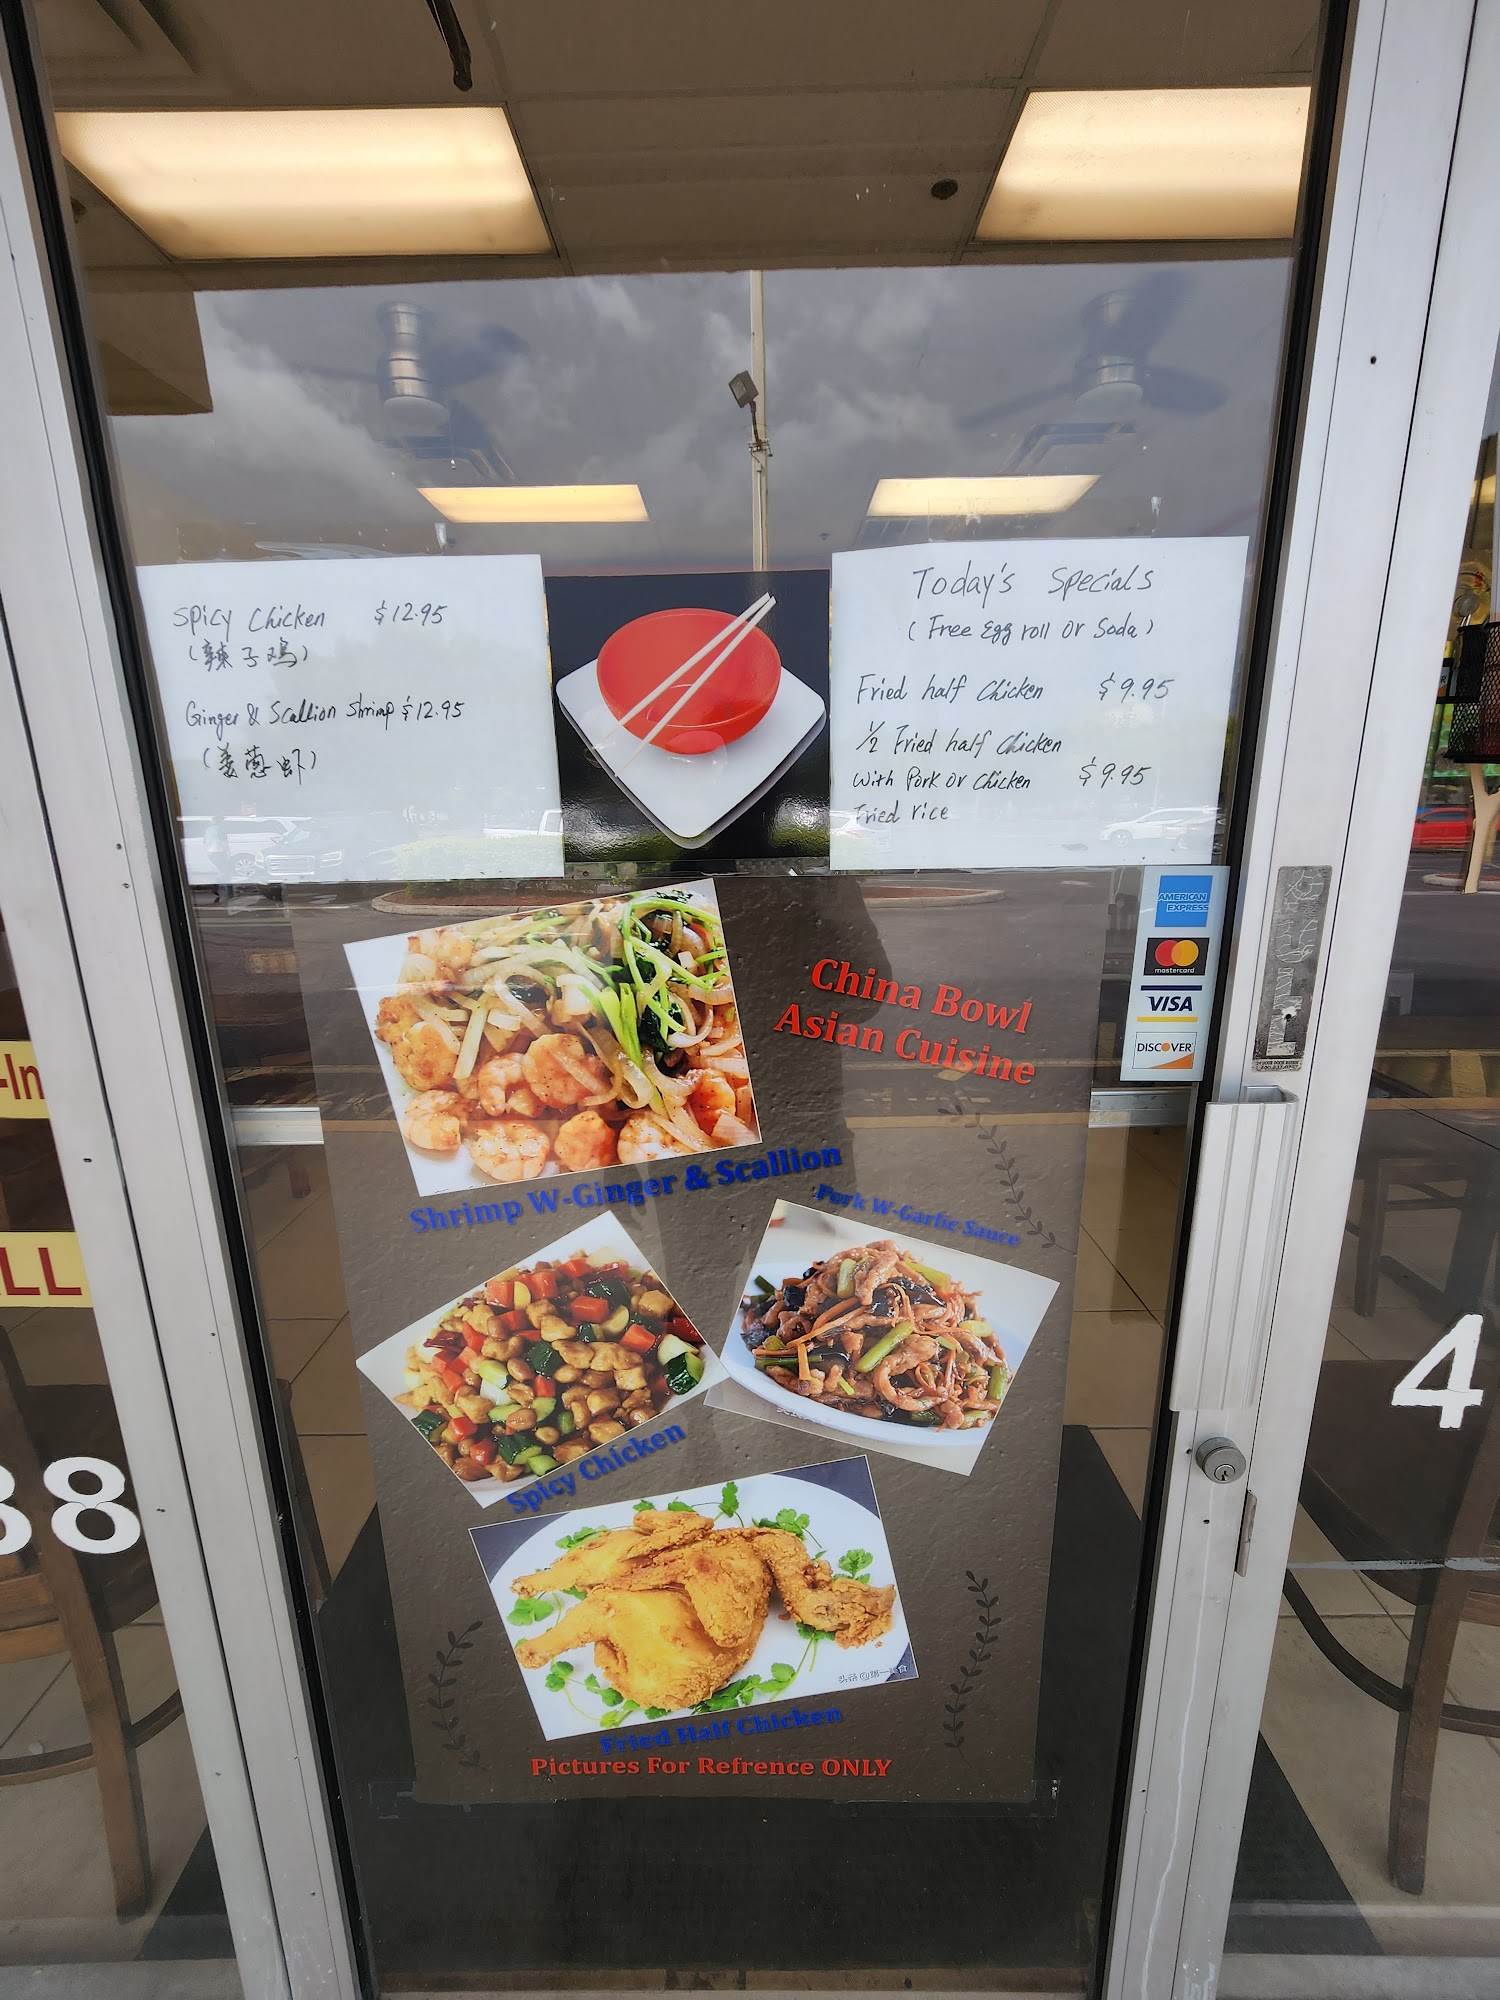 Spicy Chicken $12.95
(辣子鸡)
Ginger & Scallion Shrimp $12.95
(姜葱虾)
Today's Specials
(Free Egg roll or Soda)
Fried half Chicken $9.95
1/2 Fried half Chicken
with Pork or Chicken $9.95
Fried rice
AMERICAN
EXPRESS
mastercard
VISA
DISCOVER
China Bowl
Asian Cuisine
Shrimp W-Ginger & Scallion
Pork W-Garlic Sauce
Spicy Chicken
Fried Half Chicken
Pictures For Refrence ONLY
-In
LL
38
4